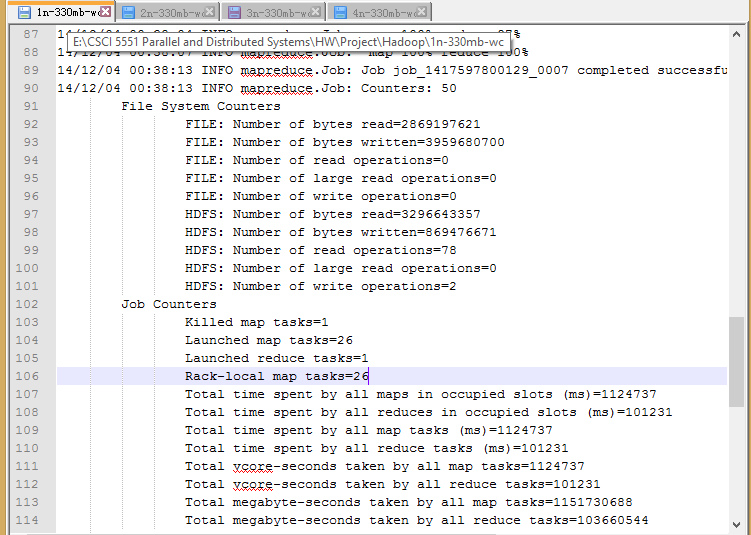 1n-330mb-wc
2n-330mb-wc
3n-330mb-wc
4n-330mb-wc
87
E:\CSCI 5551 Parallel and Distributed Systems\HW\Project\Hadoop\1n-330mb-wc
88 14/12/04 00:38:07 INFO mapreduce.Job: map 100% reduce 100%
89 14/12/04 00:38:13 INFO mapreduce.Job: Job job_1417597800129_0007 completed successfu
90 14/12/04 00:38:13 INFO mapreduce.Job: Counters: 50
91 File System Counters
92 FILE: Number of bytes read=2869197621
93 FILE: Number of bytes written=3959680700
94 FILE: Number of read operations=0
95 FILE: Number of large read operations=0
96 FILE: Number of write operations=0
97 HDFS: Number of bytes read=3296643357
98 HDFS: Number of bytes written=869476671
99 HDFS: Number of read operations=78
100 HDFS: Number of large read operations=0
101 HDFS: Number of write operations=2
102 Job Counters
103 Killed map tasks=1
104 Launched map tasks=26
105 Launched reduce tasks=1
106 Rack-local map tasks=26
107 Total time spent by all maps in occupied slots (ms)=1124737
108 Total time spent by all reduces in occupied slots (ms)=101231
109 Total time spent by all map tasks (ms)=1124737
110 Total time spent by all reduce tasks (ms)=101231
111 Total vcore-seconds taken by all map tasks=1124737
112 Total vcore-seconds taken by all reduce tasks=101231
113 Total megabyte-seconds taken by all map tasks=1151730688
114 Total megabyte-seconds taken by all reduce tasks=103660544